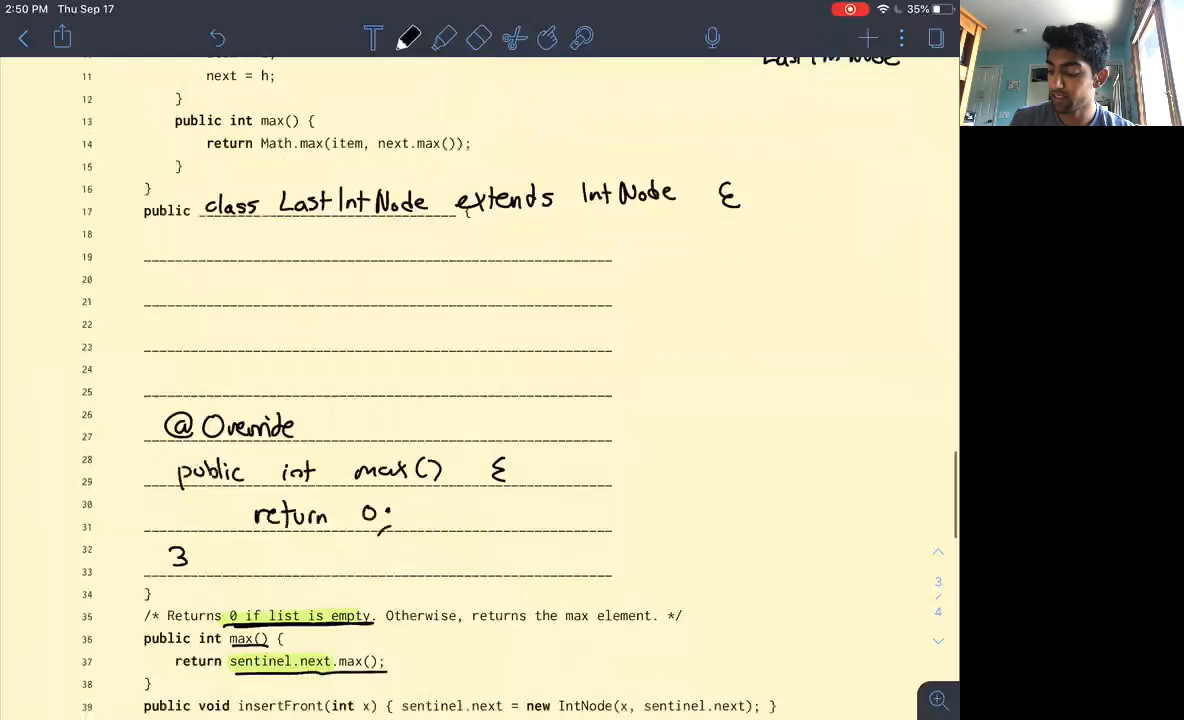 2:50 PM Thu Sep 17
35%
LastIntNode
11 next = h;
12 }
13 public int max() {
14 return Math.max(item, next.max());
15 }
16 }
17 public class LastIntNode extends IntNode {
18
19
20
21
22
23
24
25
26 @Override
27
28 public int max() {
29
30 return 0;
31
32 }
33
34 }
35 /* Returns 0 if list is empty. Otherwise, returns the max element. */
36 public int max() {
37 return sentinel.next.max();
38 }
39 public void insertFront(int x) { sentinel.next = new IntNode(x, sentinel.next); }
3
/
4